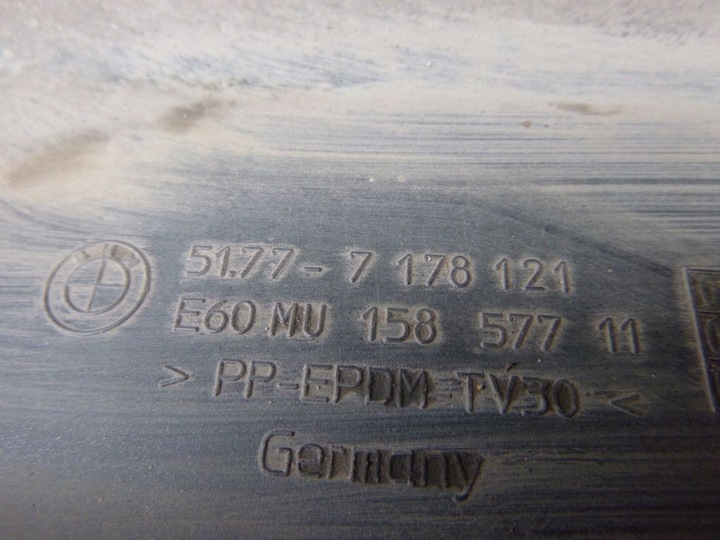 51.77-7 178 121
E60 MU 158 577 11
> PP-EPDM-TV30 <
Germany